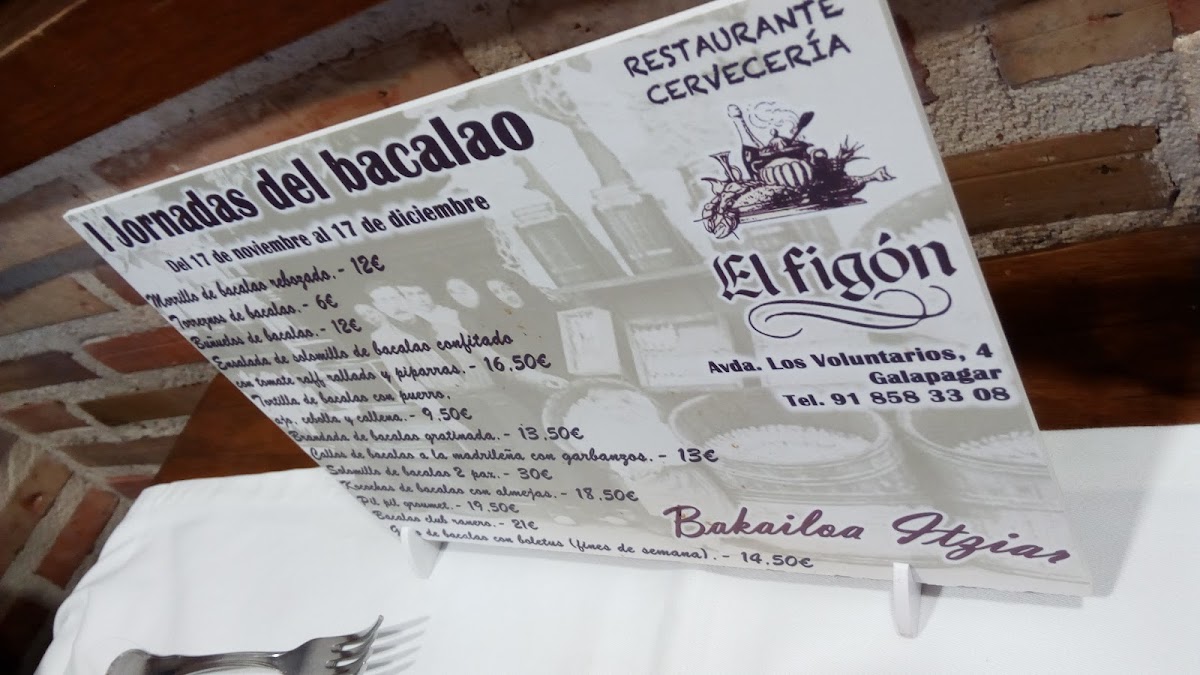 RESTAURANTE
CERVECERÍA
El figón
Avda. Los Voluntarios, 4
Galapagar
Tel. 91 858 33 08
I Jornadas del bacalao
Del 17 de noviembre al 17 de diciembre
Morrillo de bacalao rebozado.- 12€
Torreznos de bacalao.- 6€
Buñuelos de bacalao.- 12€
Ensalada de solomillo de bacalao confitado
con tomate raff rallado y piparras.- 16,50€
Tortilla de bacalao con puerro,
ajo, cebolla y callena.- 9,50€
Brandada de bacalao gratinada.- 13,50€
Callos de bacalao a la madrileña con garbanzos.- 13€
Solomillo de bacalao 2 pax.- 30€
Kocochas de bacalao con almejas.- 18,50€
Pil pil gourmet.- 19,50€
Bacalao club ranero.- 21€
de bacalao con boletus (fines de semana).- 14,50€
Bakailoa Itziar